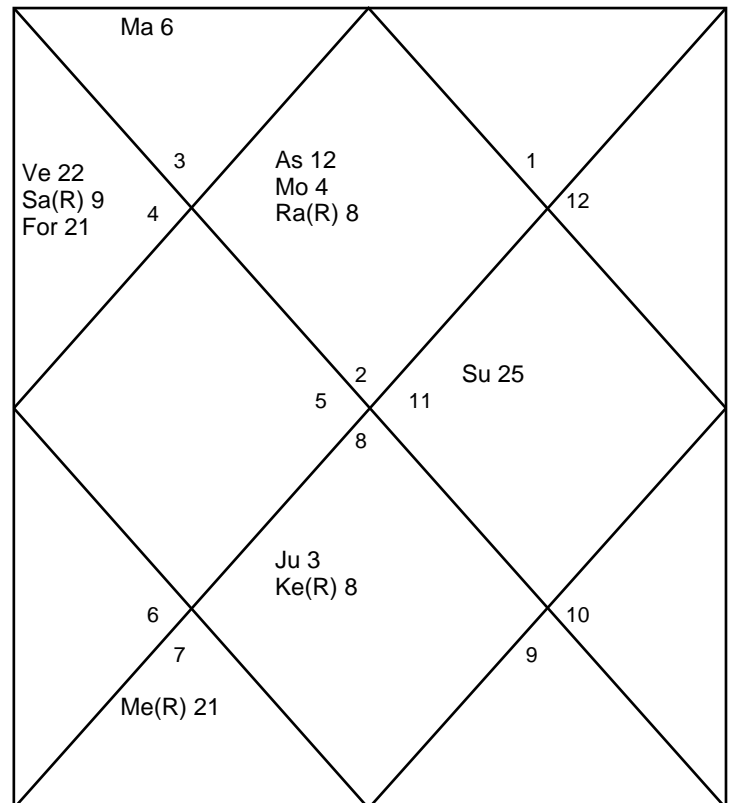 Ma 6
3
As 12
Mo 4
Ra(R) 8
1
Ve 22
Sa(R) 9
For 21
4
12
2
Su 25
5
11
8
Ju 3
Ke(R) 8
6
10
7
9
Me(R) 21